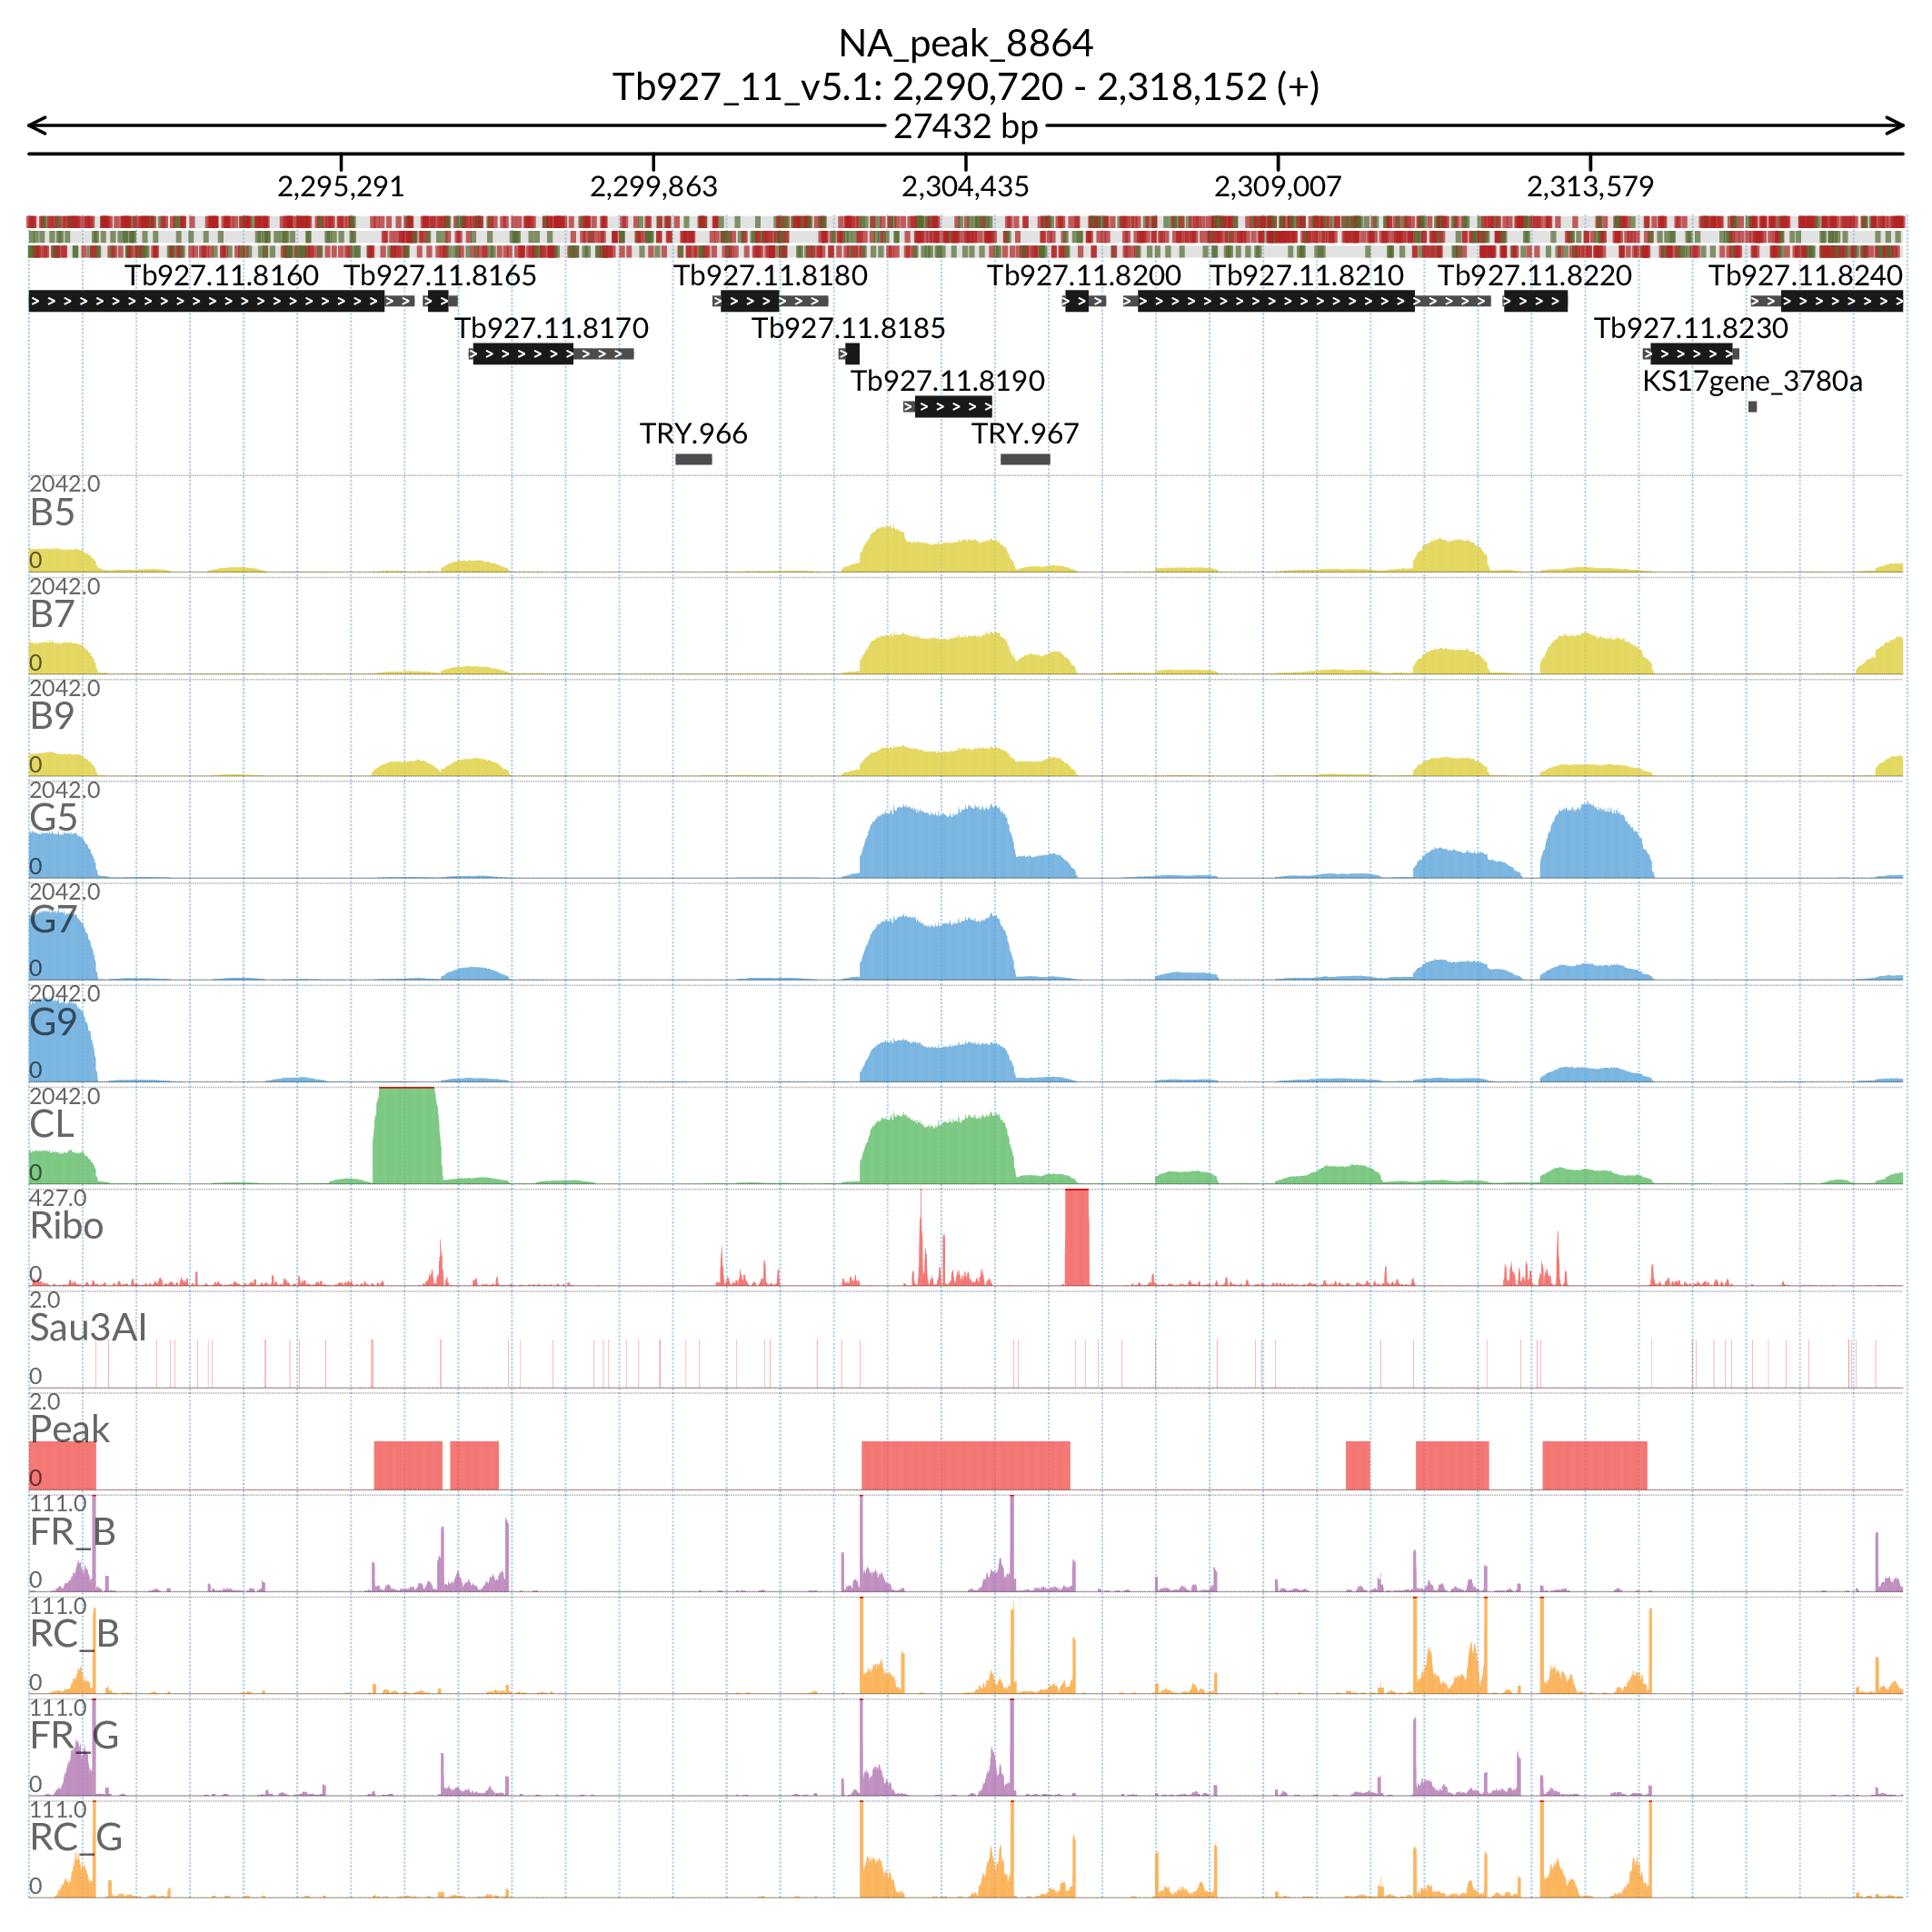 NA_peak_8864
Tb927_11_v5.1: 2,290,720 - 2,318,152 (+)
27432 bp
2,295,291 2,299,863 2,304,435 2,309,007 2,313,579
Tb927.11.8160 Tb927.11.8165 Tb927.11.8180 Tb927.11.8200 Tb927.11.8210 Tb927.11.8220 Tb927.11.8240
Tb927.11.8170 Tb927.11.8185 Tb927.11.8230
Tb927.11.8190 KS17gene_3780a
TRY.966 TRY.967
2042.0
B5
0
2042.0
B7
0
2042.0
B9
0
2042.0
G5
0
2042.0
G7
0
2042.0
G9
0
2042.0
CL
0
427.0
Ribo
0
2.0
Sau3AI
0
2.0
Peak
0
111.0
FR_B
0
111.0
RC_B
0
111.0
FR_G
0
111.0
RC_G
0